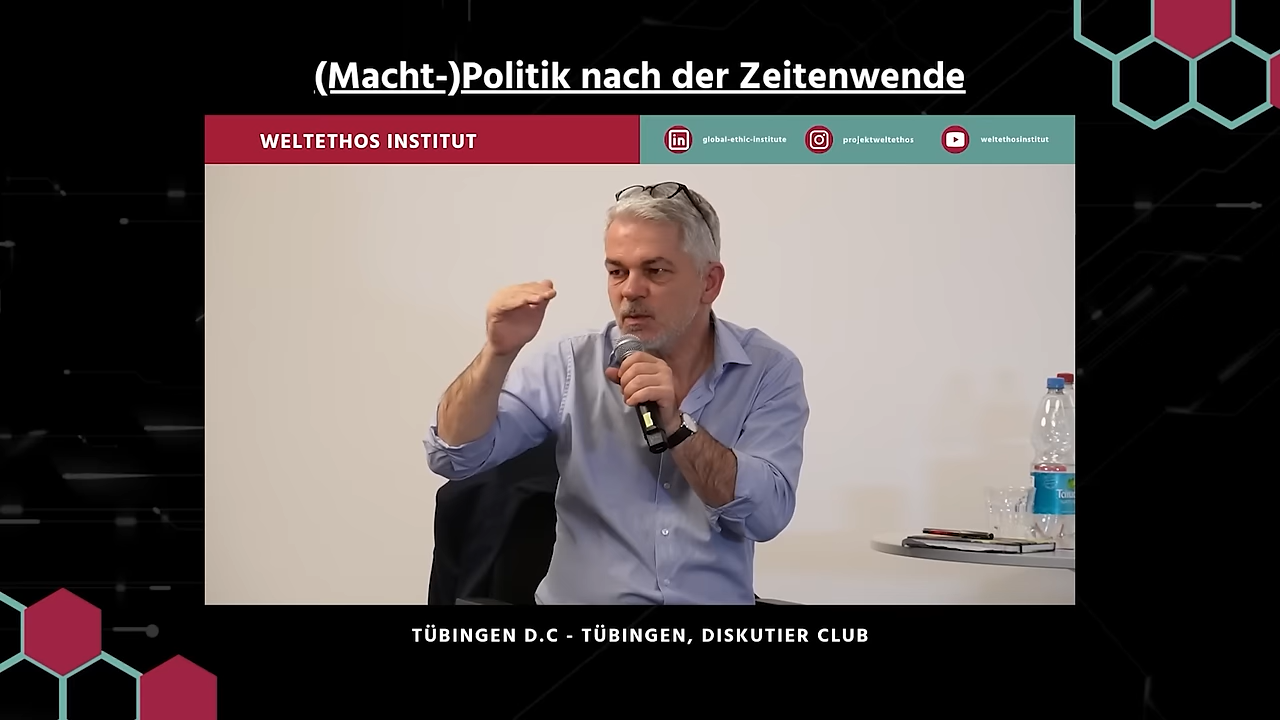 (Macht-)Politik nach der Zeitenwende
WELTETHOS INSTITUT
global-ethic-institute
projektweltethos
weltethosinstitut
TÜBINGEN D.C - TÜBINGEN, DISKUTIER CLUB